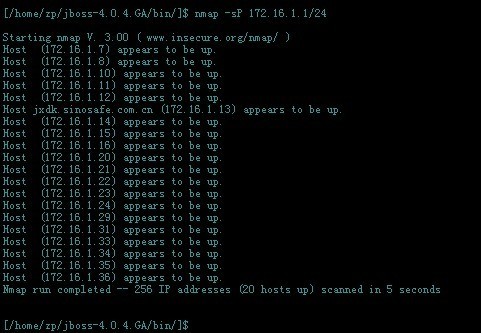 [/home/zp/jboss-4.0.4.GA/bin/]$ nmap -sP 172.16.1.1/24
Starting nmap V. 3.00 ( www.insecure.org/nmap/ )
Host  (172.16.1.7) appears to be up.
Host  (172.16.1.8) appears to be up.
Host  (172.16.1.10) appears to be up.
Host  (172.16.1.11) appears to be up.
Host  (172.16.1.12) appears to be up.
Host jxdk.sinosafe.com.cn (172.16.1.13) appears to be up.
Host  (172.16.1.14) appears to be up.
Host  (172.16.1.15) appears to be up.
Host  (172.16.1.16) appears to be up.
Host  (172.16.1.20) appears to be up.
Host  (172.16.1.21) appears to be up.
Host  (172.16.1.22) appears to be up.
Host  (172.16.1.23) appears to be up.
Host  (172.16.1.24) appears to be up.
Host  (172.16.1.29) appears to be up.
Host  (172.16.1.31) appears to be up.
Host  (172.16.1.33) appears to be up.
Host  (172.16.1.34) appears to be up.
Host  (172.16.1.35) appears to be up.
Host  (172.16.1.36) appears to be up.
Nmap run completed -- 256 IP addresses (20 hosts up) scanned in 5 seconds
[/home/zp/jboss-4.0.4.GA/bin/]$